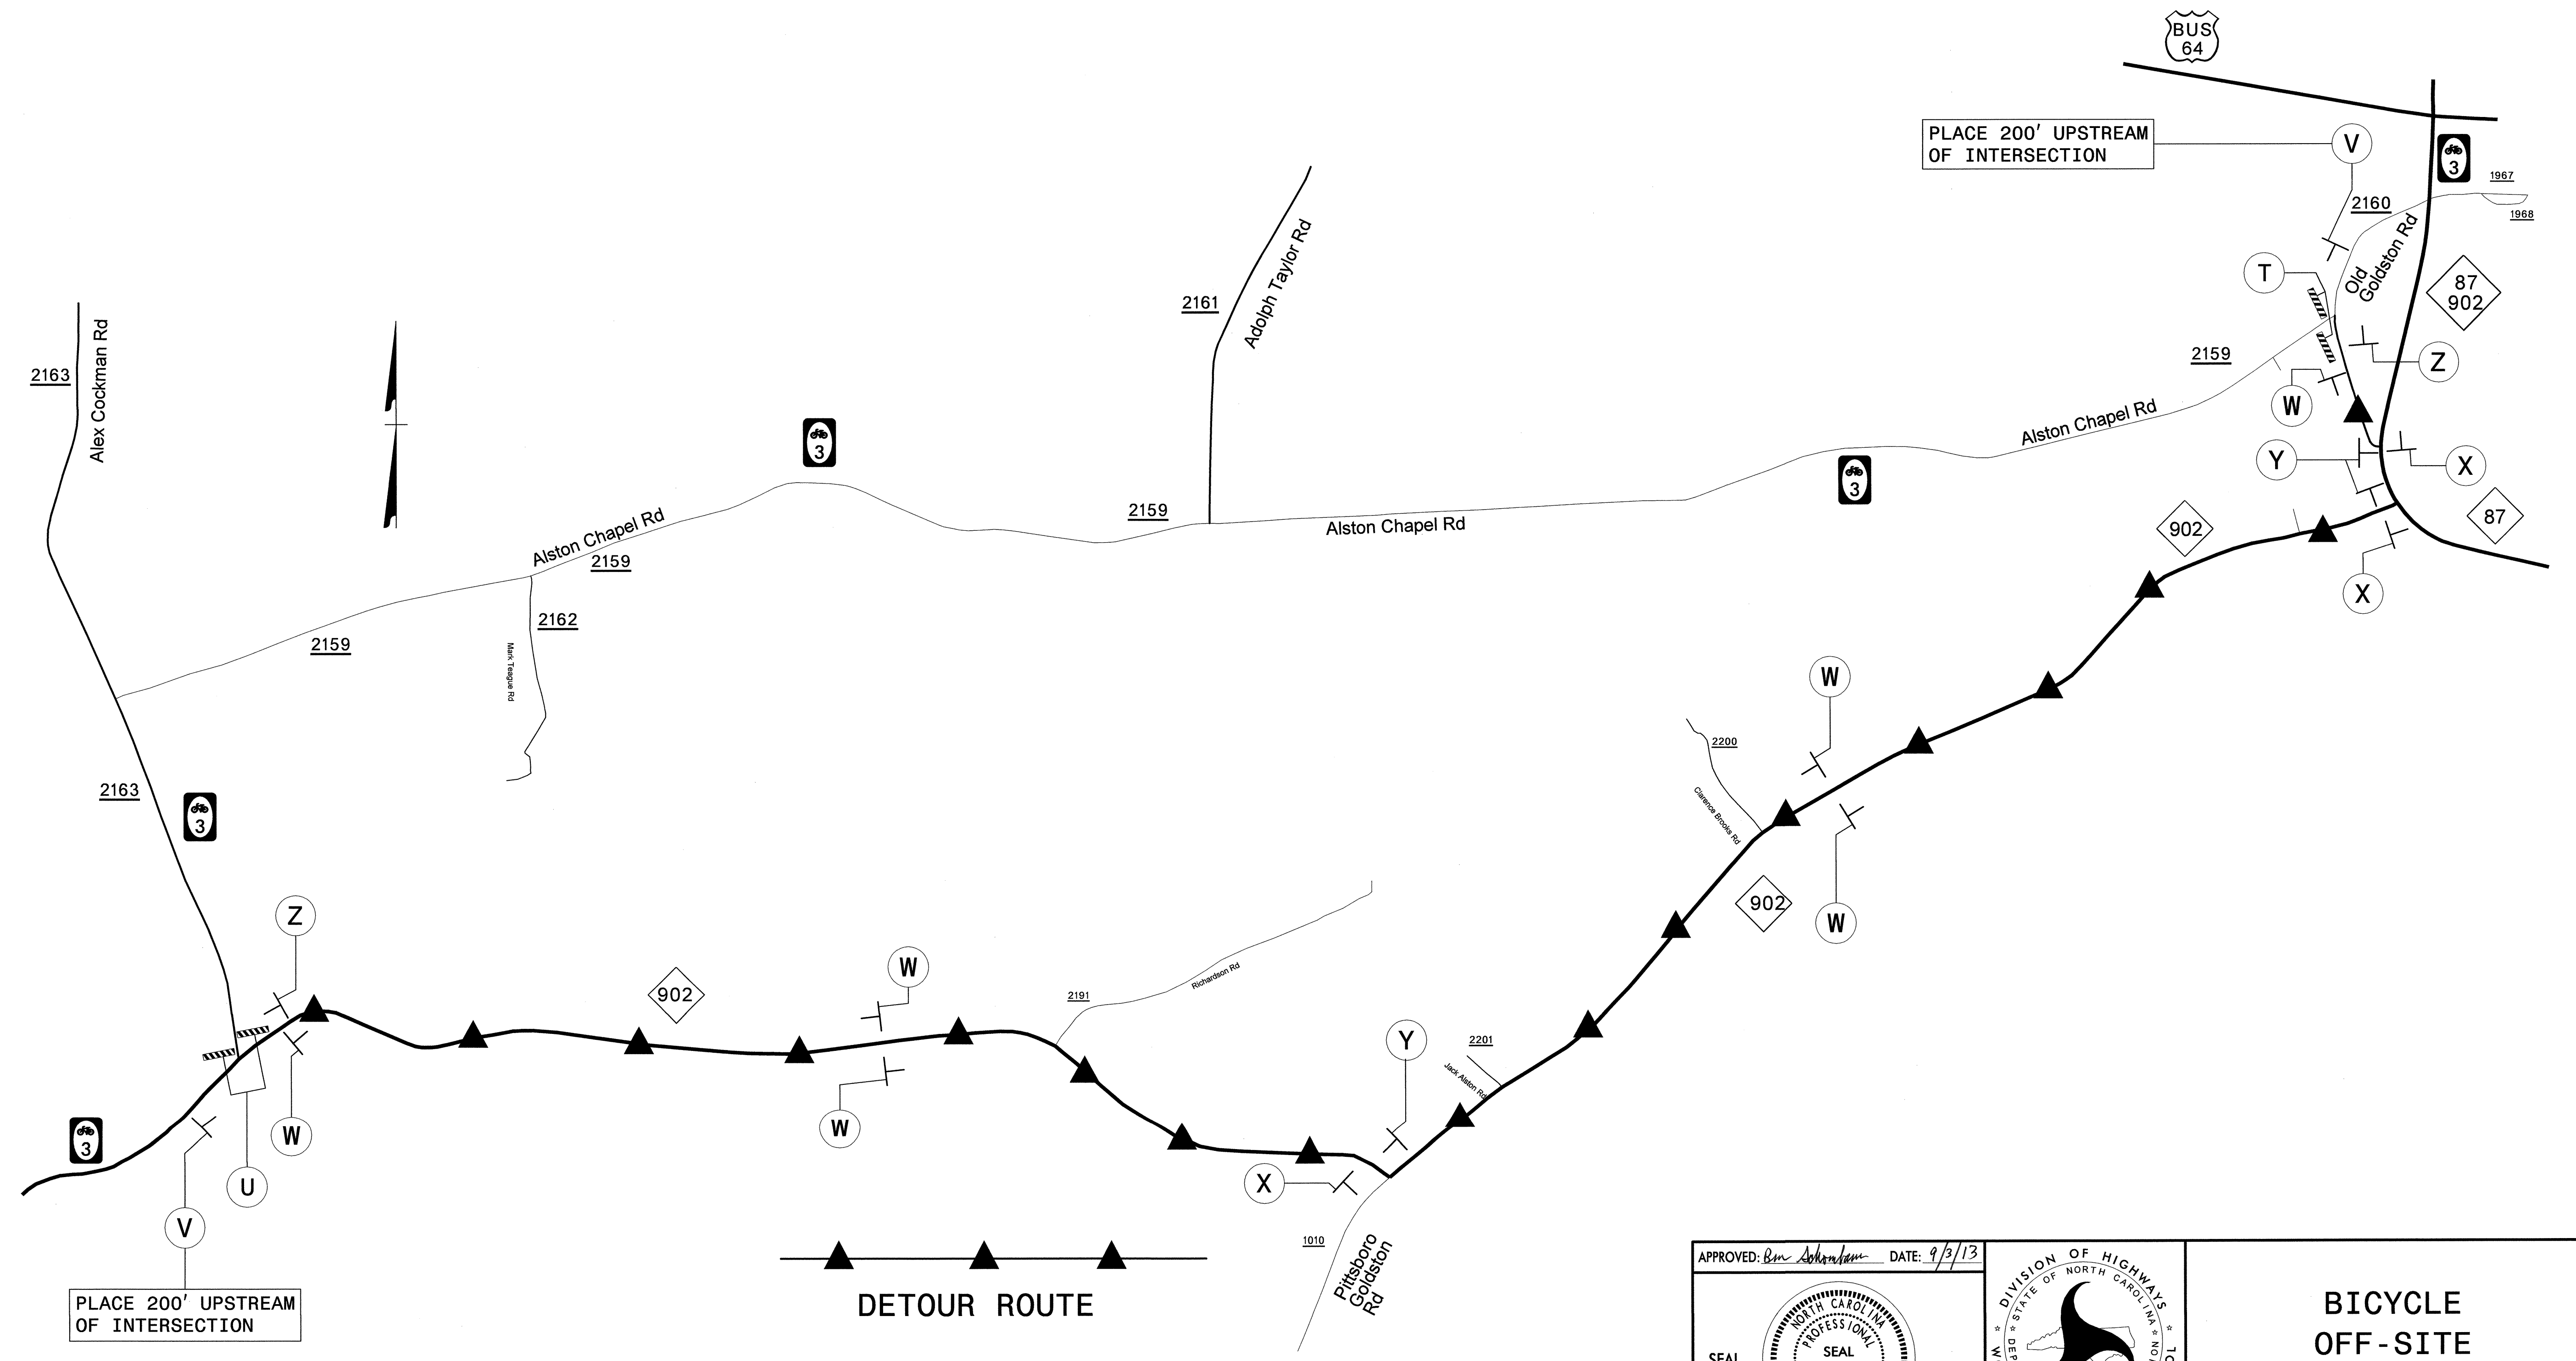 BUS
64
PLACE 200' UPSTREAM
OF INTERSECTION
V
3
1967
1968
2160
Old
Goldston Rd
T
87
902
2161
Adolph Taylor Rd
2163
Alex Cockman Rd
2159
Z
W
3
Alston Chapel Rd
3
Y
X
2159
Alston Chapel Rd
902
87
X
Alston Chapel Rd
2159
2162
Mark Teague Rd
2159
W
2200
Clarence Brooks Rd
2163
3
902
W
Z
902
W
2191
Richardson Rd
Y
2201
Jack Alston Rd
3
W
W
U
X
V
1010
Pittsboro
Goldston
Rd
PLACE 200' UPSTREAM
OF INTERSECTION
DETOUR ROUTE
APPROVED: DATE: 9/3/13
NORTH CAROLINA
PROFESSIONAL
SEAL
SEAL
DIVISION OF HIGHWAYS
STATE OF NORTH CAROLINA
BICYCLE
OFF-SITE